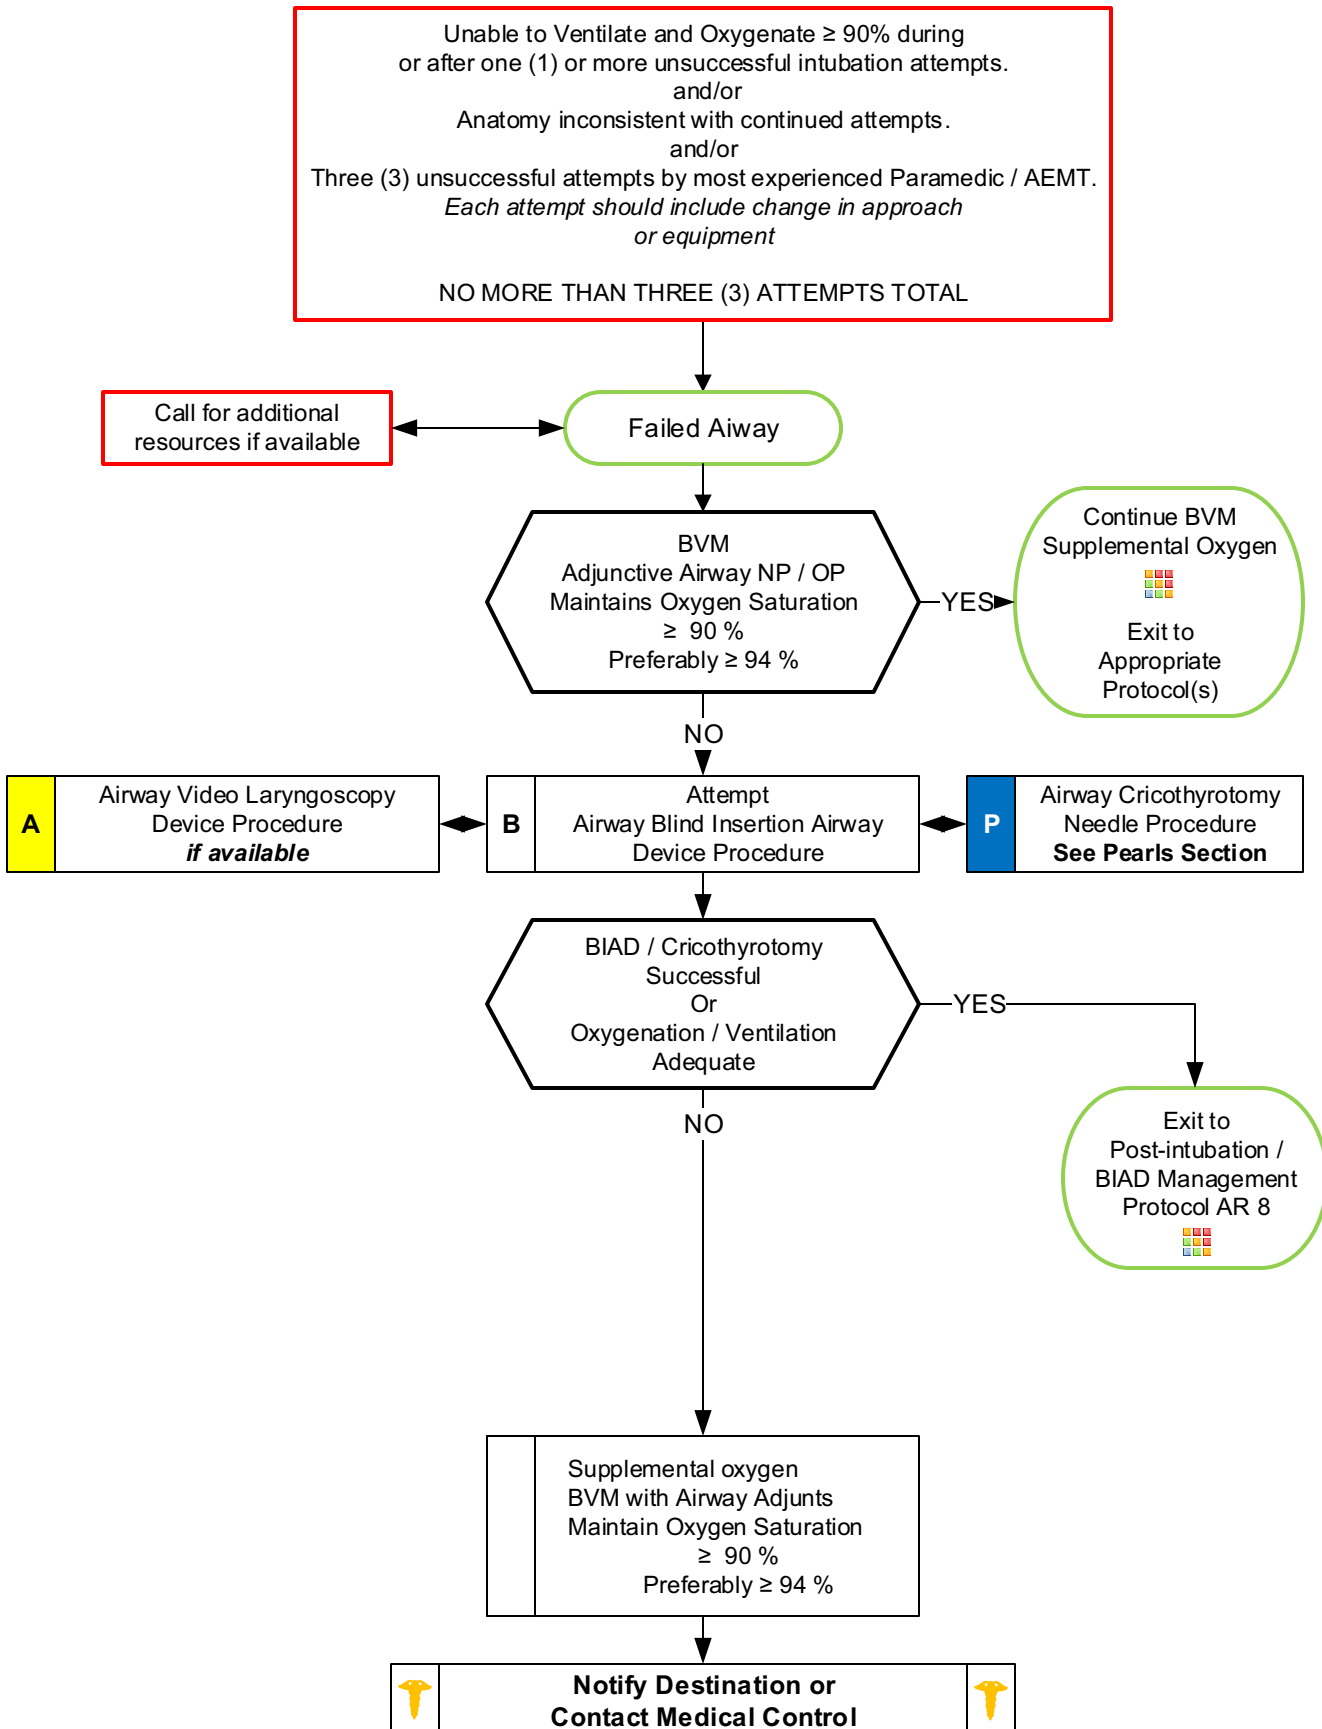 Unable to Ventilate and Oxygenate ≥ 90% during
or after one (1) or more unsuccessful intubation attempts.
and/or
Anatomy inconsistent with continued attempts.
and/or
Three (3) unsuccessful attempts by most experienced Paramedic / AEMT.
Each attempt should include change in approach
or equipment
NO MORE THAN THREE (3) ATTEMPTS TOTAL
Call for additional
resources if available
Failed Aiway
BVM
Adjunctive Airway NP / OP
Maintains Oxygen Saturation
≥ 90 %
Preferably ≥ 94 %
YES
Continue BVM
Supplemental Oxygen
Exit to
Appropriate
Protocol(s)
NO
A
Airway Video Laryngoscopy
Device Procedure
if available
B
Attempt
Airway Blind Insertion Airway
Device Procedure
P
Airway Cricothyrotomy
Needle Procedure
See Pearls Section
BIAD / Cricothyrotomy
Successful
Or
Oxygenation / Ventilation
Adequate
YES
NO
Exit to
Post-intubation /
BIAD Management
Protocol AR 8
Supplemental oxygen
BVM with Airway Adjunts
Maintain Oxygen Saturation
≥ 90 %
Preferably ≥ 94 %
Notify Destination or
Contact Medical Control